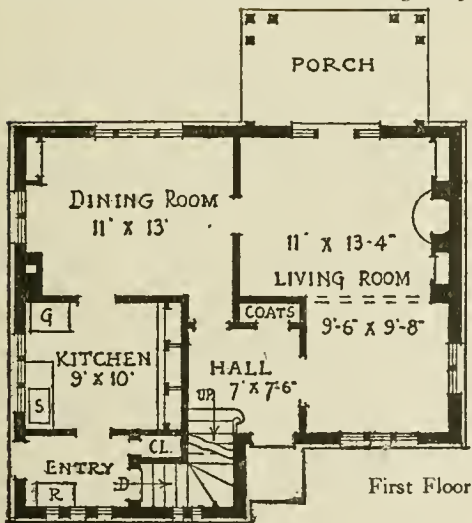 PORCH
DINING ROOM
11' X 13'
11' X 13-4"
LIVING ROOM
COATS
9'-6" X 9'-8"
G
KITCHEN
9' X 10'
S
HALL
7' X 7'-6"
UP
CL.
ENTRY
D
R
First Floor